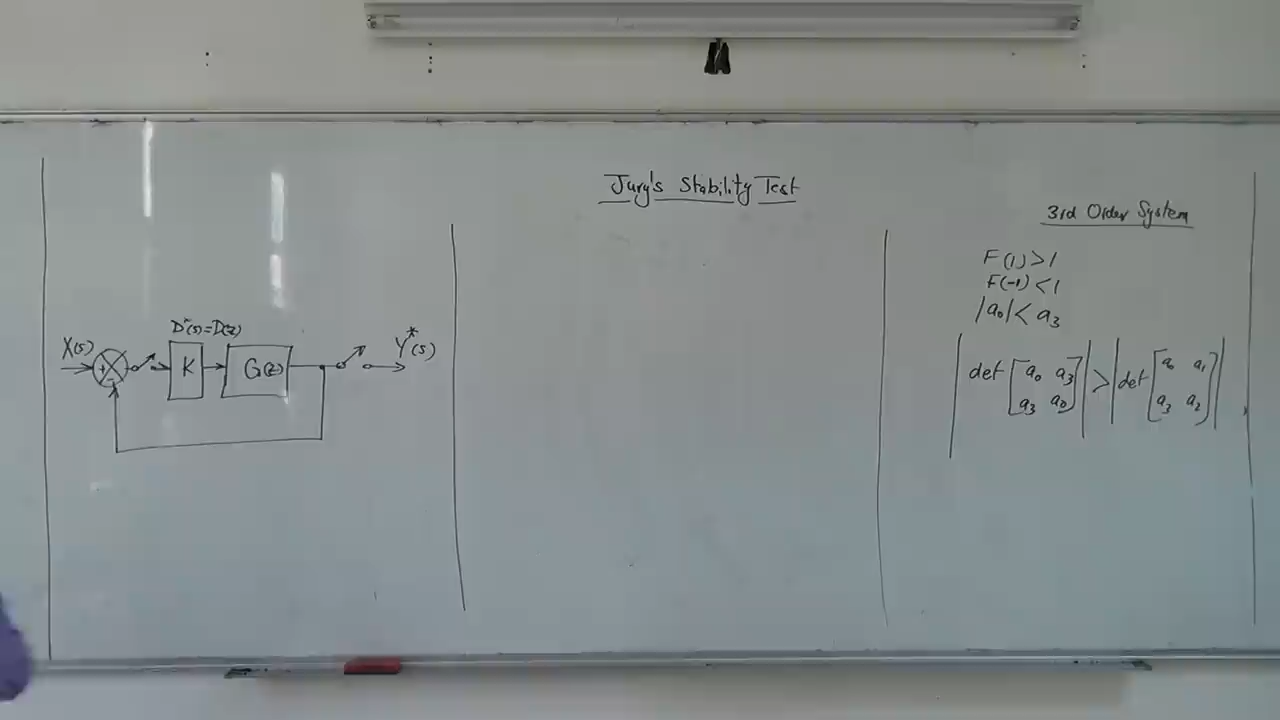 Jury's Stability Test
D*(s)=D(z)
X(s) + - K G(z) Y*(s)
3rd Order System
F(1)>1
F(-1)<1
|a₀|<a₃
|det [a₀ a₃ a₃ a₀]| > |det [a₀ a₁ a₃ a₂]|